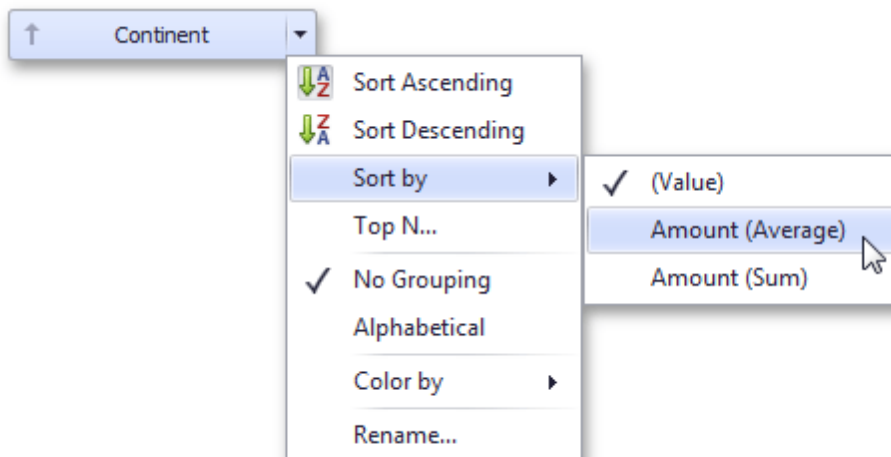 Continent
Sort Ascending
Sort Descending
Sort by
(Value)
Amount (Average)
Amount (Sum)
Top N...
No Grouping
Alphabetical
Color by
Rename...